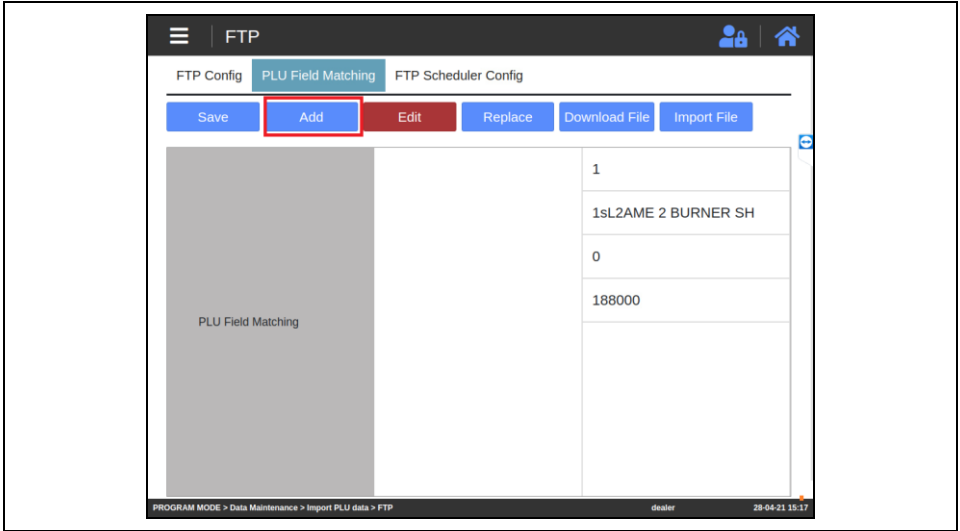 FTP
FTP Config PLU Field Matching FTP Scheduler Config
Save Add Edit Replace Download File Import File
1
1sL2AME 2 BURNER SH
0
188000
PLU Field Matching
PROGRAM MODE > Data Maintenance > Import PLU data > FTP dealer 28-04-21 15:17